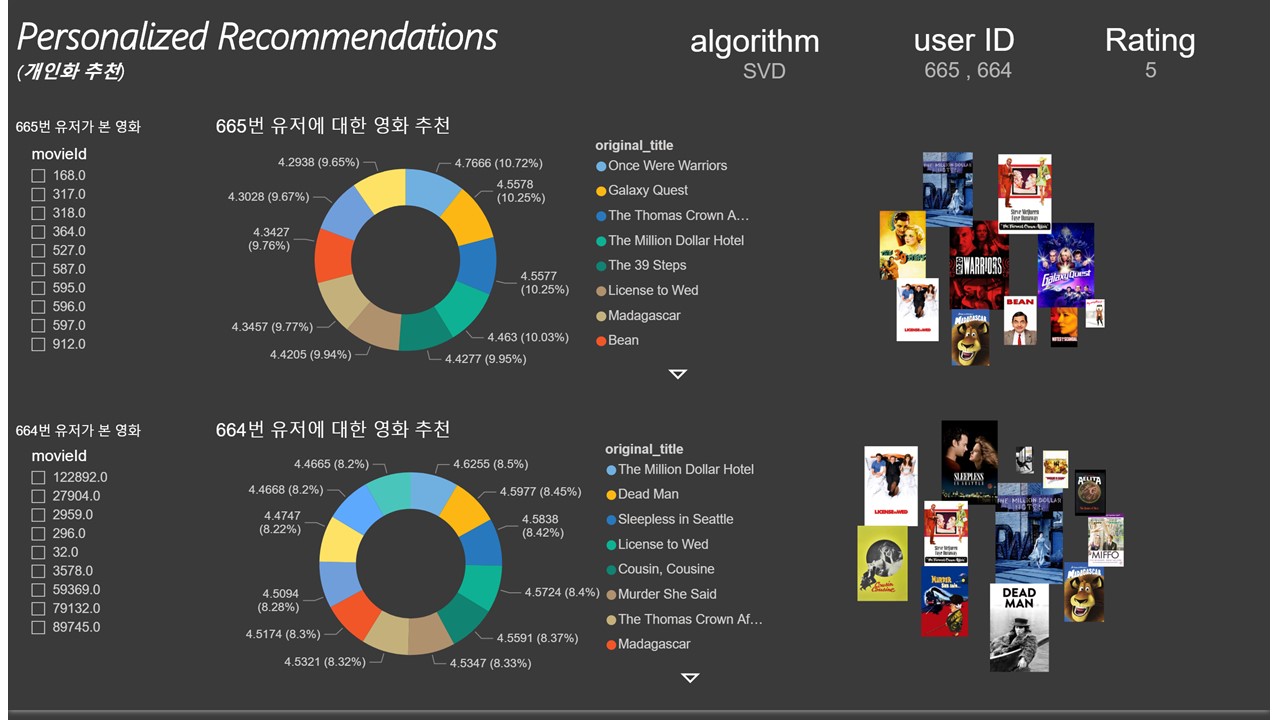 Personalized Recommendations
(개인화 추천)
algorithm
SVD
user ID
665 , 664
Rating
5
665번 유저가 본 영화
movieId
168.0
317.0
318.0
364.0
527.0
587.0
595.0
596.0
597.0
912.0
665번 유저에 대한 영화 추천
4.2938 (9.65%)
4.7666 (10.72%)
4.3028 (9.67%)
4.5578
(10.25%)
4.3427
(9.76%)
4.5577
(10.25%)
4.3457 (9.77%)
4.463 (10.03%)
4.4205 (9.94%)
4.4277 (9.95%)
original_title
Once Were Warriors
Galaxy Quest
The Thomas Crown A…
The Million Dollar Hotel
The 39 Steps
License to Wed
Madagascar
Bean
THE MILLION DOLLAR
HOTEL
Steve McQueen
Faye Dunaway
WARRIORS
Galaxy Quest
LICENSE to WED
BEAN
MADAGASCAR
664번 유저가 본 영화
movieId
122892.0
27904.0
2959.0
296.0
32.0
3578.0
59369.0
79132.0
89745.0
664번 유저에 대한 영화 추천
4.4665 (8.2%)
4.6255 (8.5%)
4.4668 (8.2%)
4.5977 (8.45%)
4.4747
(8.22%)
4.5838
(8.42%)
4.5094
(8.28%)
4.5724 (8.4%)
4.5174 (8.3%)
4.5591 (8.37%)
4.5321 (8.32%)
4.5347 (8.33%)
original_title
The Million Dollar Hotel
Dead Man
Sleepless in Seattle
License to Wed
Cousin, Cousine
Murder She Said
The Thomas Crown Af…
Madagascar
SLEEPLESS
IN SEATTLE
LICENSE to WED
THE MILLION DOLLAR
HOTEL
Steve McQueen
Faye Dunaway
MIFFO
MURDER
MADAGASCAR
DEAD
MAN